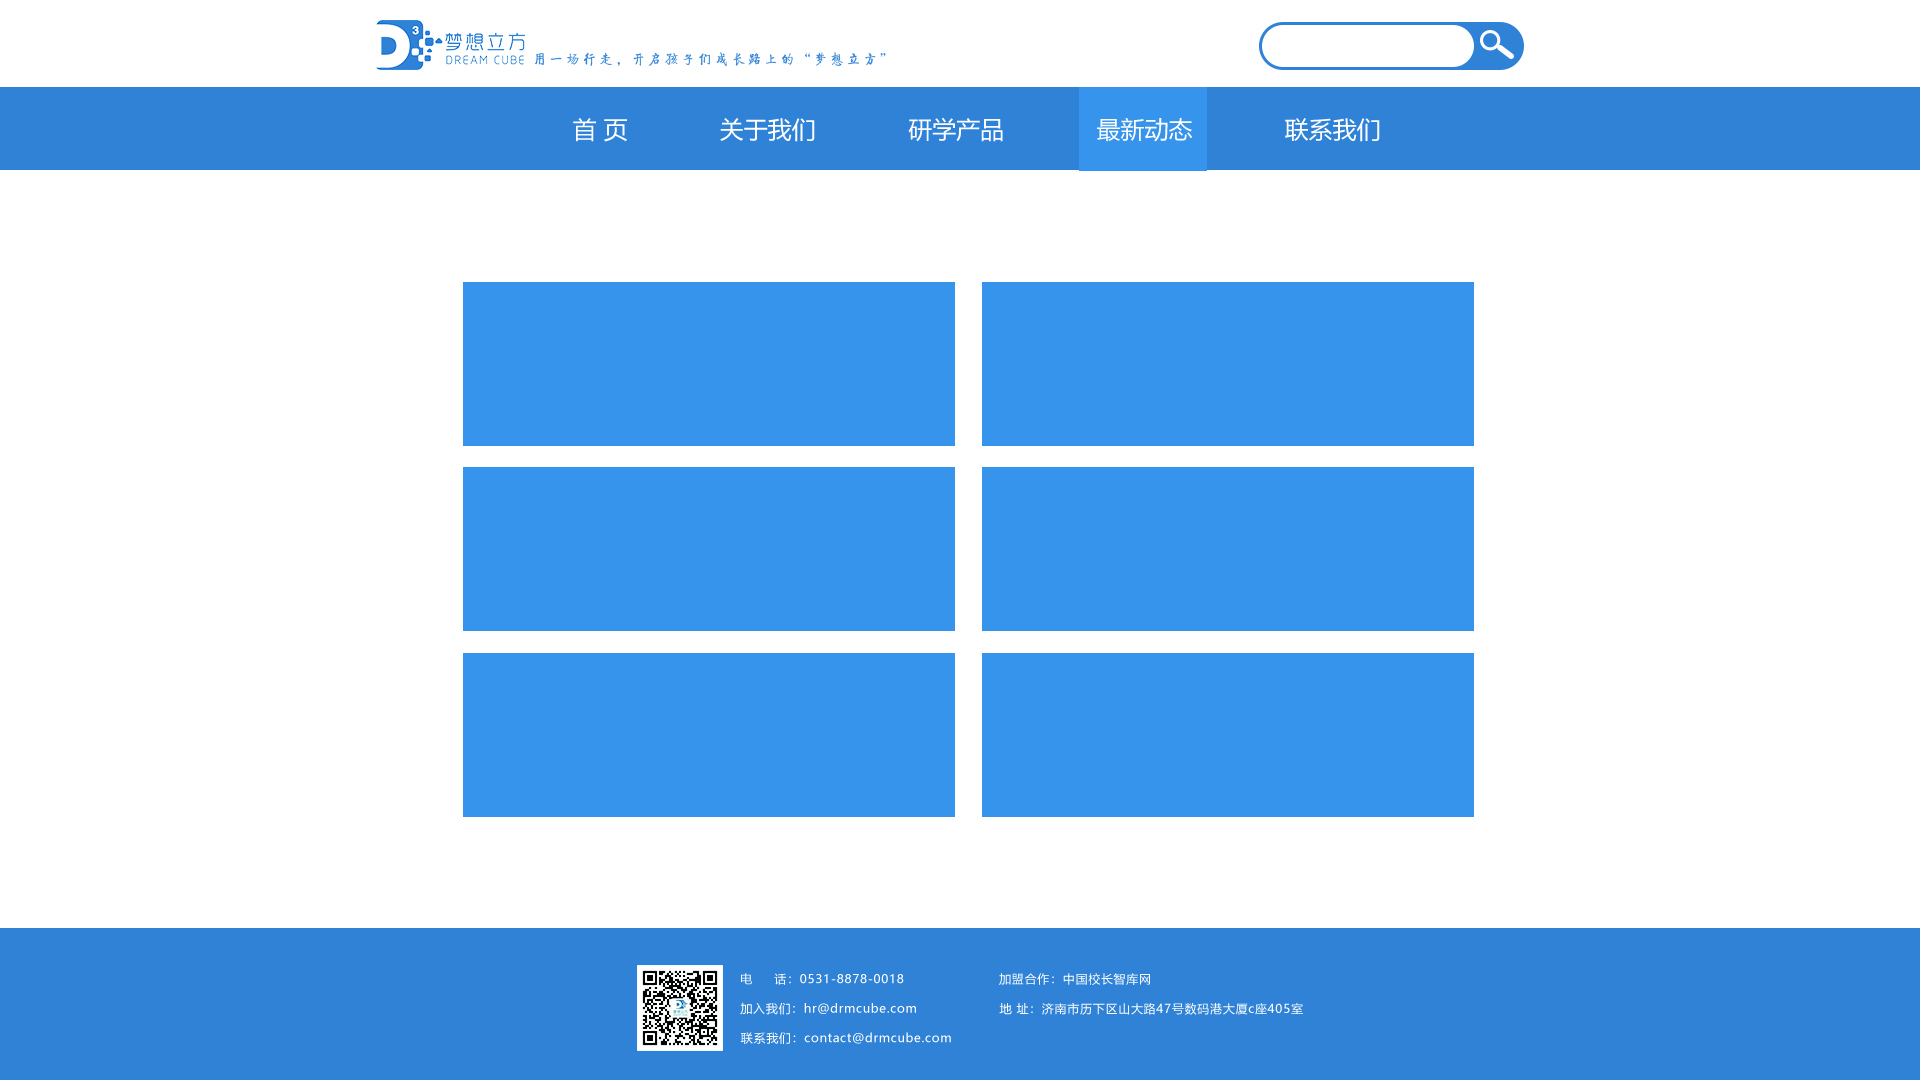 D3
梦想立方
DREAM CUBE
用一场行走，开启孩子们成长路上的“梦想立方”
首 页
关于我们
研学产品
最新动态
联系我们
电 话：0531-8878-0018
加入我们：hr@drmcube.com
联系我们：contact@drmcube.com
加盟合作：中国校长智库网
地 址：济南市历下区山大路47号数码港大厦c座405室